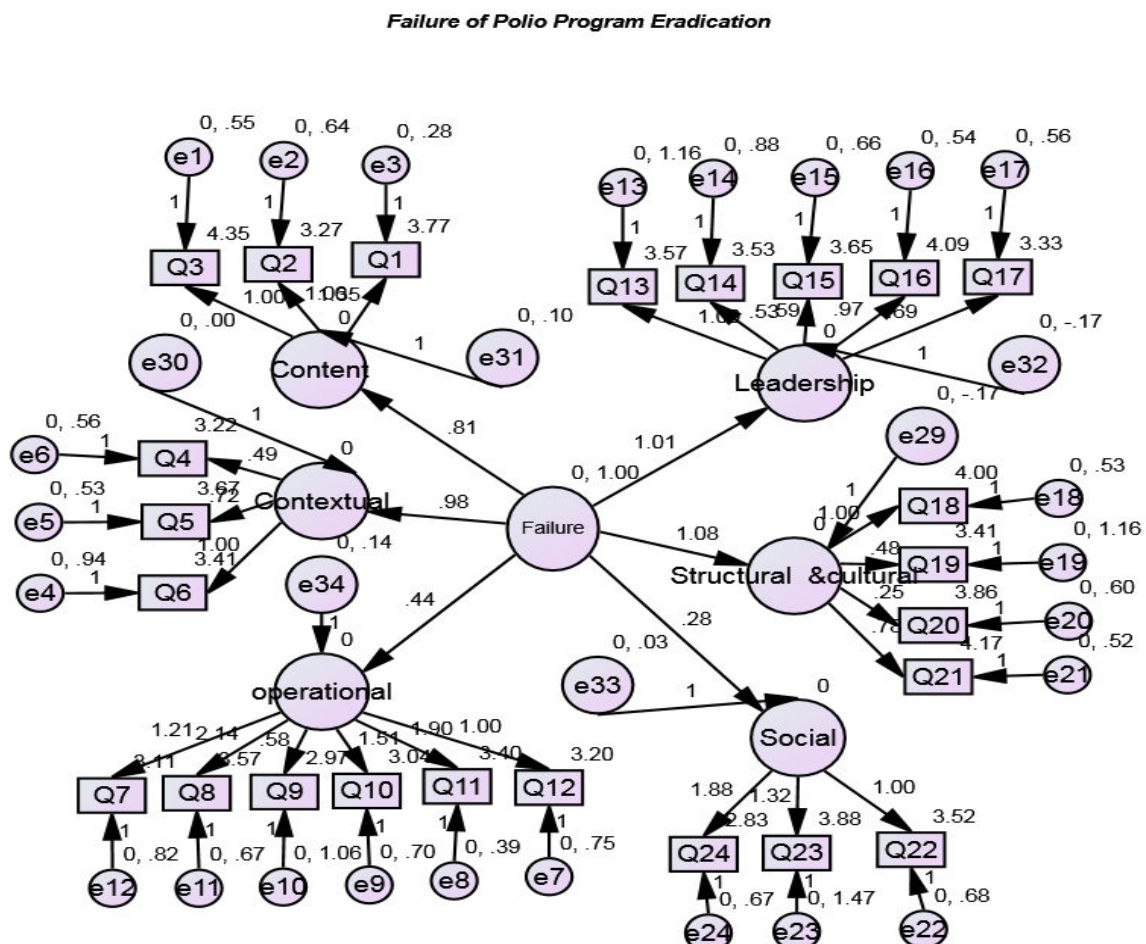 Failure of Polio Program Eradication
0, .55
0, .64
0, .28
e1
e2
e3
1
1
1
4.35
3.27
3.77
Q3
Q2
Q1
1.00
0
0, .00
Content
e30
e31
0, .10
1
1
0, 1.16
0, .88
0, .66
0, .54
0, .56
e13
e14
e15
e16
e17
1
1
1
1
1
3.57
3.53
3.65
4.09
3.33
Q13
Q14
Q15
Q16
Q17
.53
.59
.97
.69
0
Leadership
1
e32
0, -.17
.81
1.01
0, 1.00
Failure
.98
1.08
.44
.28
0, .56
e6
1
3.22
Q4
.49
0
0, .53
e5
1
3.67
Q5
.72
Contextual
0, .94
e4
1
3.41
Q6
1.00
0, -.17
e29
1
4.00
Q18
1
e18
0, .53
1.00
Structural &cultural
.48
3.41
Q19
1
e19
0, 1.16
.25
3.86
Q20
1
e20
0, .60
4.17
Q21
1
e21
0, .52
0, .14
e34
1
0
operational
1.21
2.14
.58
1.51
1.90
1.00
3.11
3.57
2.97
3.04
3.40
3.20
Q7
Q8
Q9
Q10
Q11
Q12
1
1
1
1
1
1
0, .82
0, .67
0, 1.06
0, .70
0, .39
0, .75
e12
e11
e10
e9
e8
e7
0, .03
e33
1
0
Social
1.88
1.32
1.00
2.83
3.88
3.52
Q24
Q23
Q22
1
1
1
0, .67
0, 1.47
0, .68
e24
e23
e22